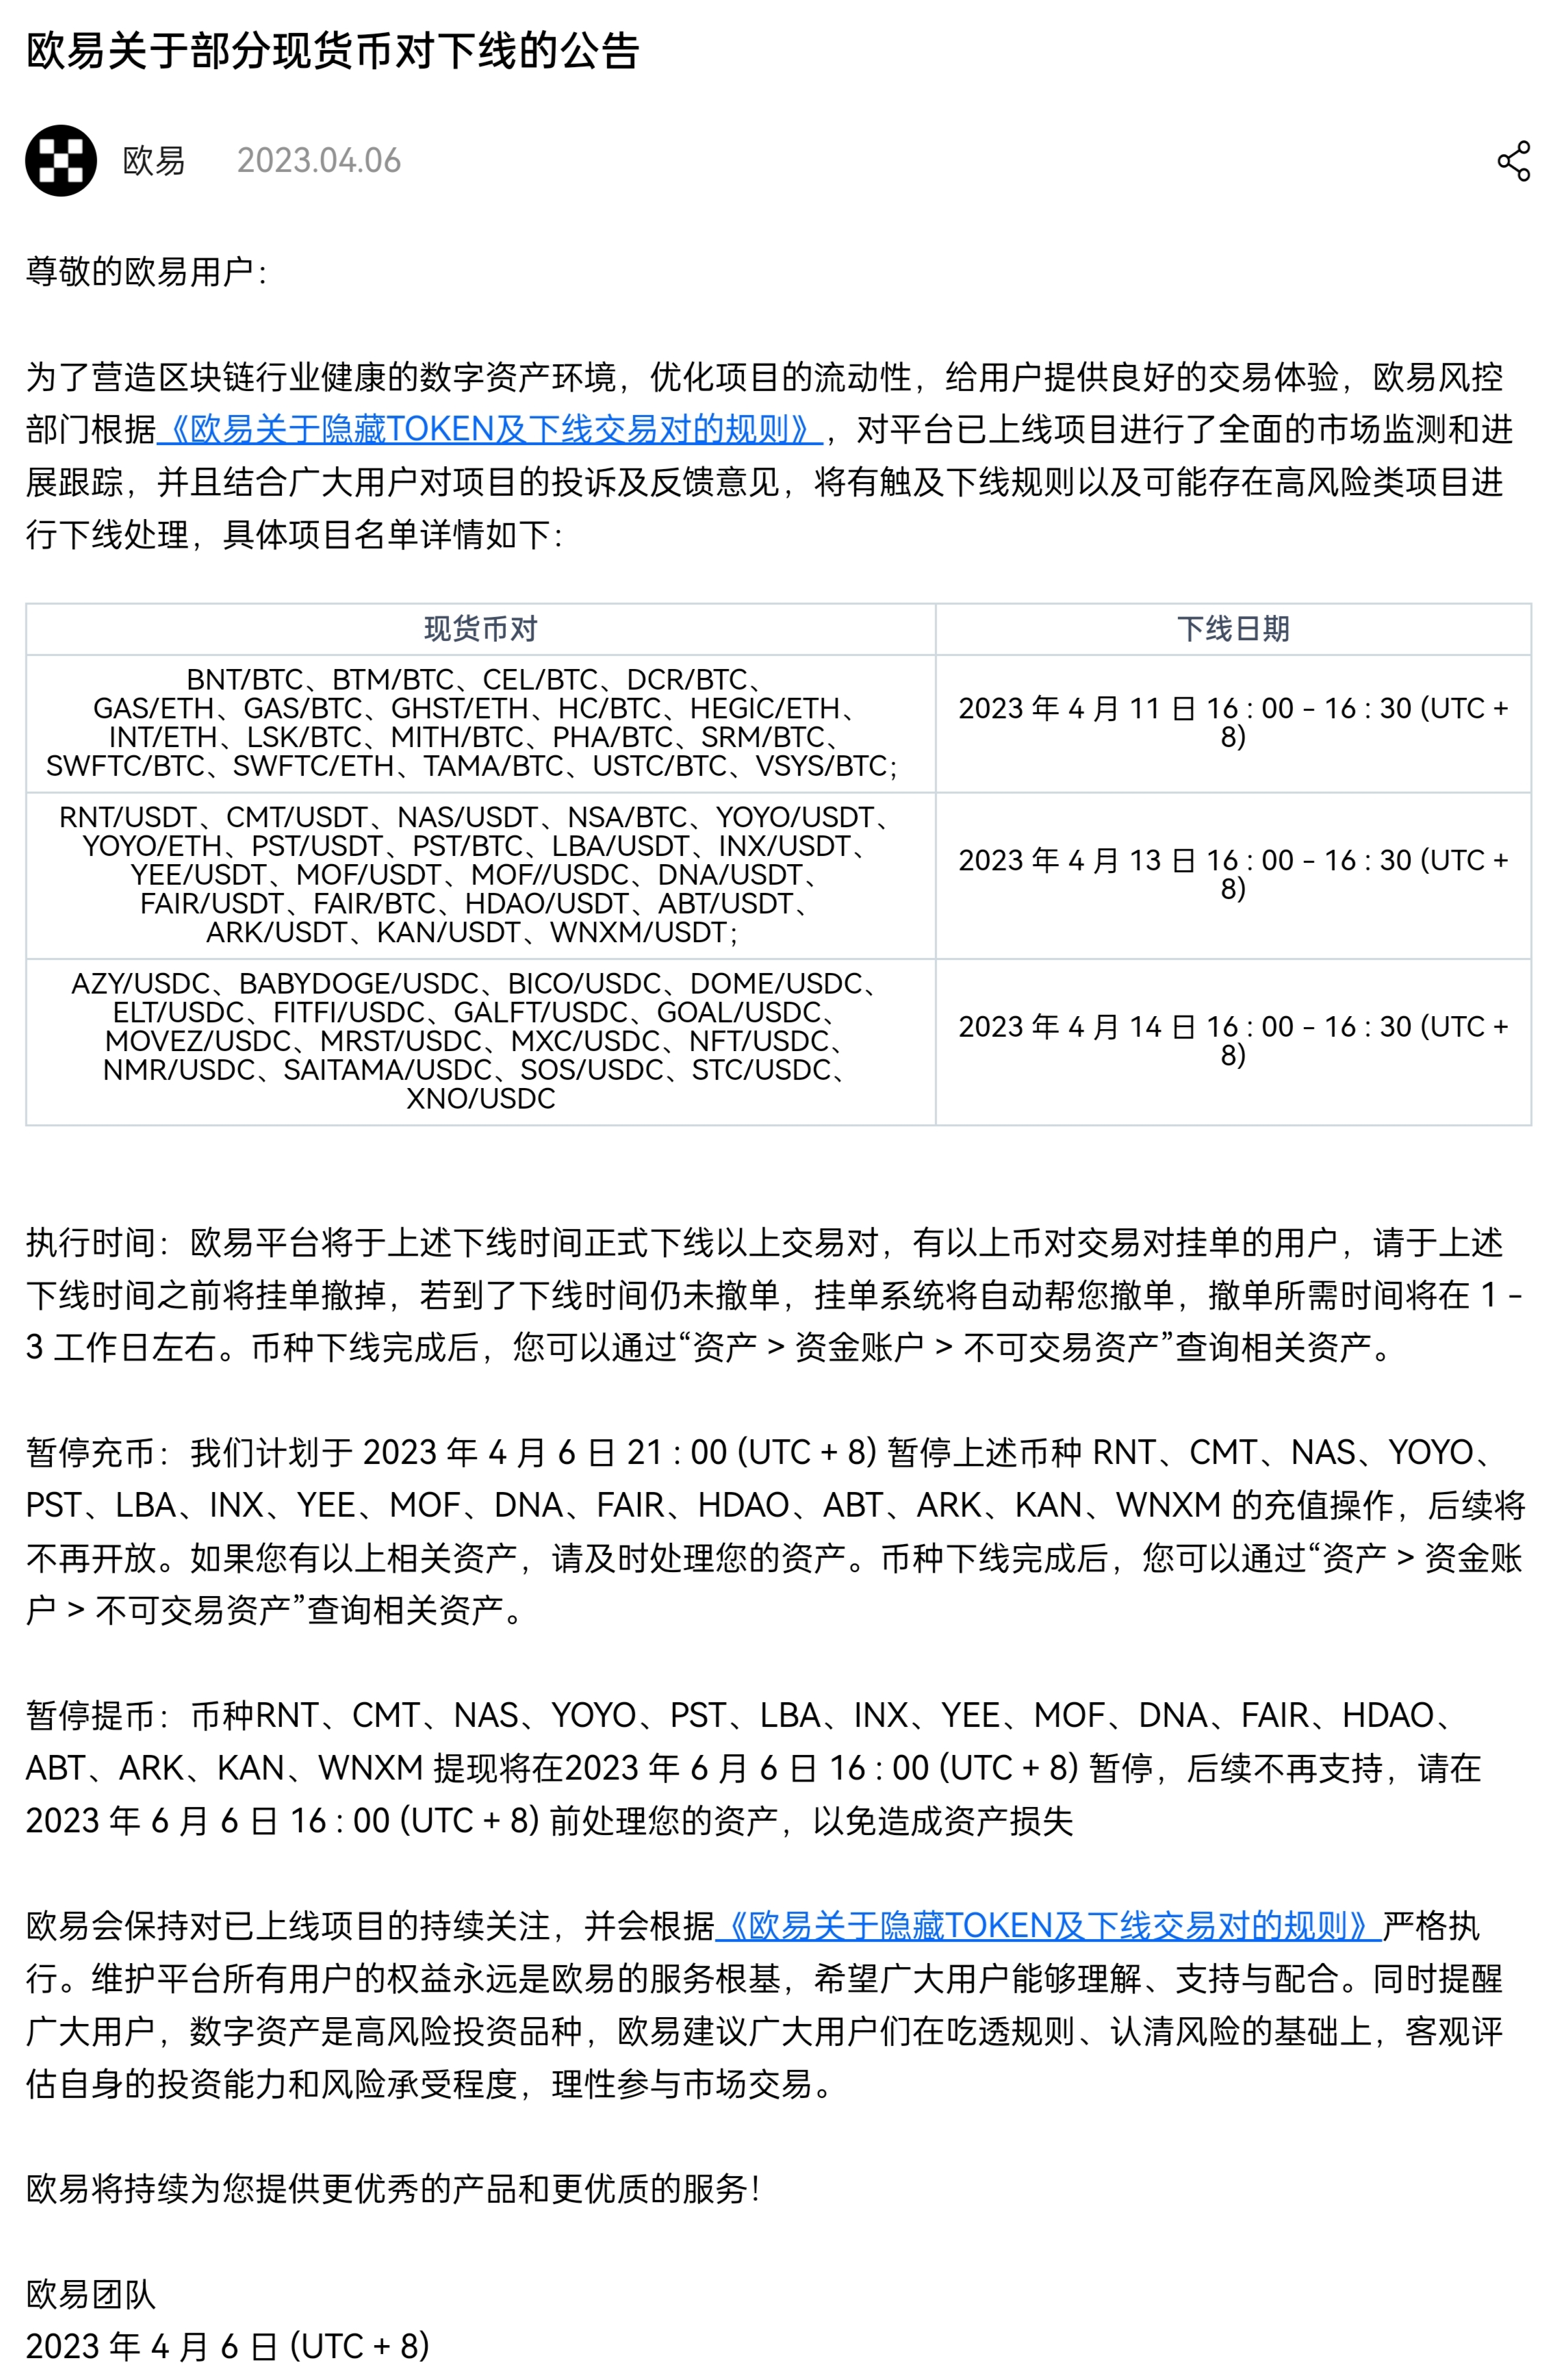 欧易关于部分现货币对下线的公告
欧易 2023.04.06
尊敬的欧易用户：
为了营造区块链行业健康的数字资产环境，优化项目的流动性，给用户提供良好的交易体验，欧易风控
部门根据《欧易关于隐藏TOKEN及下线交易对的规则》，对平台已上线项目进行了全面的市场监测和进
展跟踪，并且结合广大用户对项目的投诉及反馈意见，将有触及下线规则以及可能存在高风险类项目进
行下线处理，具体项目名单详情如下：
现货币对 下线日期
BNT/BTC、BTM/BTC、CEL/BTC、DCR/BTC、
GAS/ETH、GAS/BTC、GHST/ETH、HC/BTC、HEGIC/ETH、
INT/ETH、LSK/BTC、MITH/BTC、PHA/BTC、SRM/BTC、
SWFTC/BTC、SWFTC/ETH、TAMA/BTC、USTC/BTC、VSYS/BTC；
2023 年 4 月 11 日 16 : 00 - 16 : 30 (UTC +
8)
RNT/USDT、CMT/USDT、NAS/USDT、NSA/BTC、YOYO/USDT、
YOYO/ETH、PST/USDT、PST/BTC、LBA/USDT、INX/USDT、
YEE/USDT、MOF/USDT、MOF//USDC、DNA/USDT、
FAIR/USDT、FAIR/BTC、HDAO/USDT、ABT/USDT、
ARK/USDT、KAN/USDT、WNXM/USDT；
2023 年 4 月 13 日 16 : 00 - 16 : 30 (UTC +
8)
AZY/USDC、BABYDOGE/USDC、BICO/USDC、DOME/USDC、
ELT/USDC、FITFI/USDC、GALFT/USDC、GOAL/USDC、
MOVEZ/USDC、MRST/USDC、MXC/USDC、NFT/USDC、
NMR/USDC、SAITAMA/USDC、SOS/USDC、STC/USDC、
XNO/USDC
2023 年 4 月 14 日 16 : 00 - 16 : 30 (UTC +
8)
执行时间：欧易平台将于上述下线时间正式下线以上交易对，有以上币对交易对挂单的用户，请于上述
下线时间之前将挂单撤掉，若到了下线时间仍未撤单，挂单系统将自动帮您撤单，撤单所需时间将在 1 -
3 工作日左右。币种下线完成后，您可以通过“资产 > 资金账户 > 不可交易资产”查询相关资产。
暂停充币：我们计划于 2023 年 4 月 6 日 21 : 00 (UTC + 8) 暂停上述币种 RNT、CMT、NAS、YOYO、
PST、LBA、INX、YEE、MOF、DNA、FAIR、HDAO、ABT、ARK、KAN、WNXM 的充值操作，后续将
不再开放。如果您有以上相关资产，请及时处理您的资产。币种下线完成后，您可以通过“资产 > 资金账
户 > 不可交易资产”查询相关资产。
暂停提币：币种RNT、CMT、NAS、YOYO、PST、LBA、INX、YEE、MOF、DNA、FAIR、HDAO、
ABT、ARK、KAN、WNXM 提现将在2023 年 6 月 6 日 16 : 00 (UTC + 8) 暂停，后续不再支持，请在
2023 年 6 月 6 日 16 : 00 (UTC + 8) 前处理您的资产，以免造成资产损失
欧易会保持对已上线项目的持续关注，并会根据《欧易关于隐藏TOKEN及下线交易对的规则》严格执
行。维护平台所有用户的权益永远是欧易的服务根基，希望广大用户能够理解、支持与配合。同时提醒
广大用户，数字资产是高风险投资品种，欧易建议广大用户们在吃透规则、认清风险的基础上，客观评
估自身的投资能力和风险承受程度，理性参与市场交易。
欧易将持续为您提供更优秀的产品和更优质的服务！
欧易团队
2023 年 4 月 6 日 (UTC + 8)